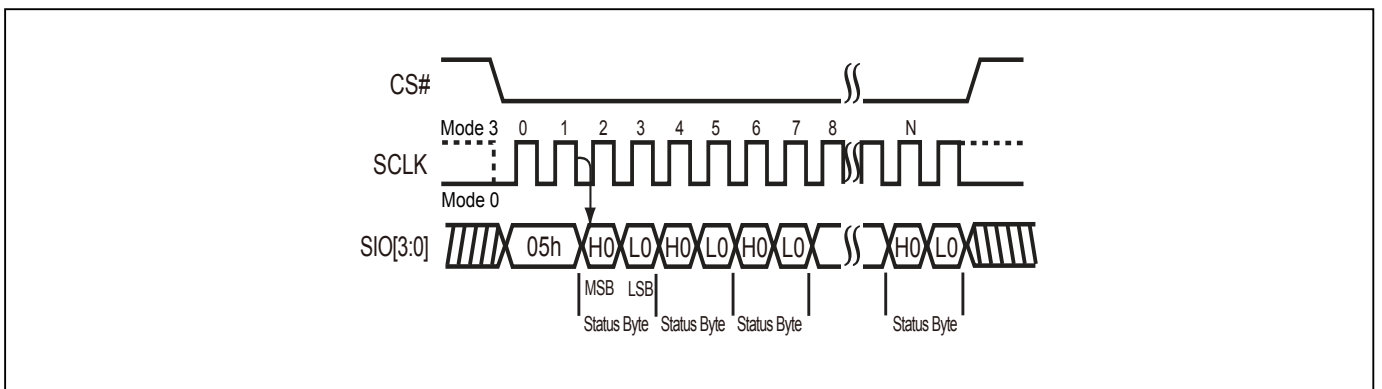 CS#
Mode 3 0 1 2 3 4 5 6 7 8 N
SCLK
Mode 0
SIO[3:0] 05h H0 L0 H0 L0 H0 L0 H0 L0
MSB LSB
Status Byte Status Byte Status Byte Status Byte